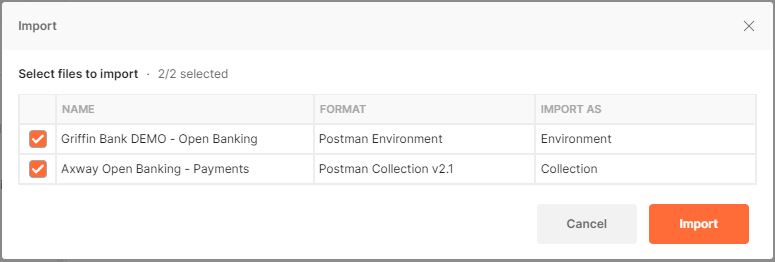 Import
Select files to import · 2/2 selected
NAME FORMAT IMPORT AS
Griffin Bank DEMO - Open Banking Postman Environment Environment
Axway Open Banking - Payments Postman Collection v2.1 Collection
Cancel Import